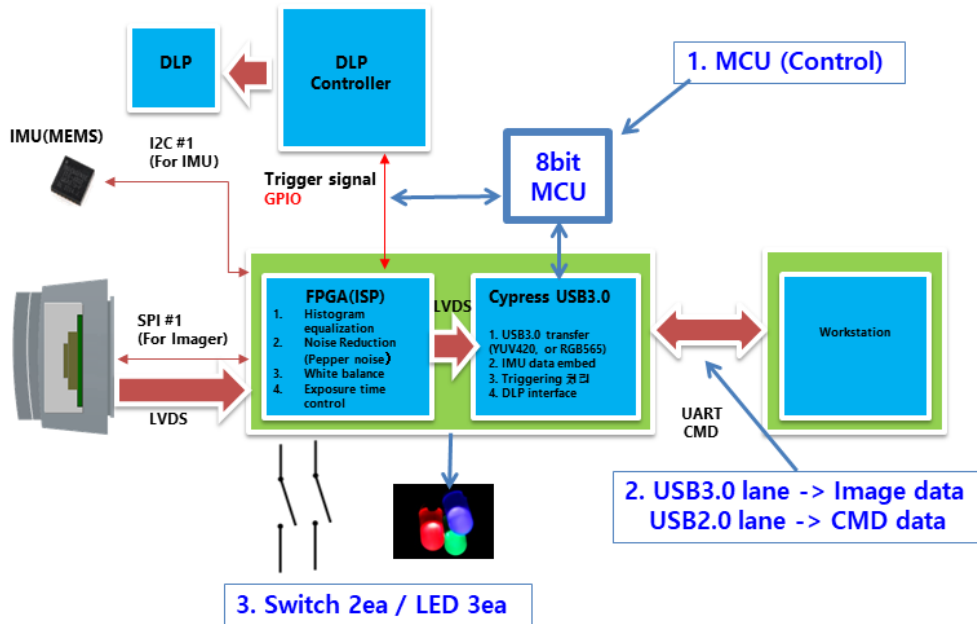 DLP
DLP
Controller
1. MCU (Control)
IMU(MEMS)
I2C #1
(For IMU)
Trigger signal
GPIO
8bit
MCU
SPI #1
(For Imager)
LVDS
FPGA(ISP)
1. Histogram
equalization
2. Noise Reduction
(Pepper noise)
3. White balance
4. Exposure time
control
LVDS
Cypress USB3.0
1. USB3.0 transfer
(YUV420, or RGB565)
2. IMU data embed
3. Triggering 처리
4. DLP interface
UART
CMD
Workstation
2. USB3.0 lane -> Image data
USB2.0 lane -> CMD data
3. Switch 2ea / LED 3ea